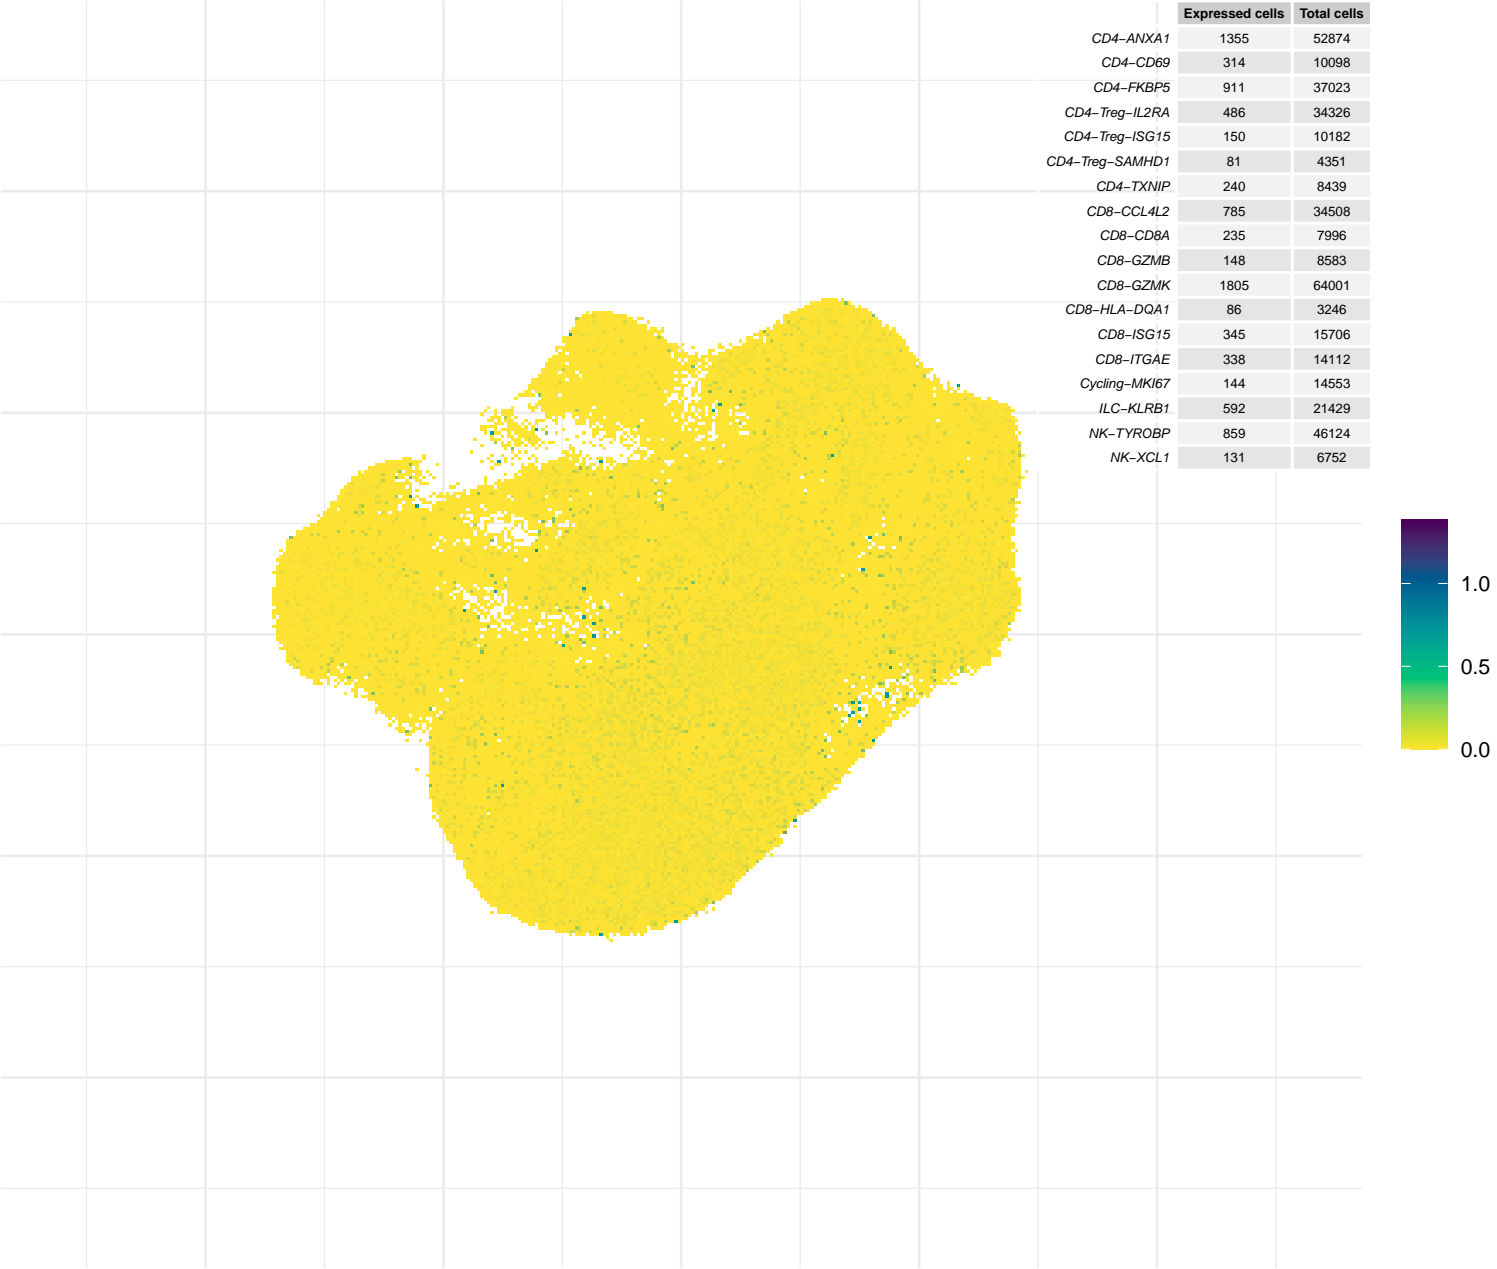 Expressed cells Total cells
CD4−ANXA1 1355 52874
CD4−CD69 314 10098
CD4−FKBP5 911 37023
CD4−Treg−IL2RA 486 34326
CD4−Treg−ISG15 150 10182
CD4−Treg−SAMHD1 81 4351
CD4−TXNIP 240 8439
CD8−CCL4L2 785 34508
CD8−CD8A 235 7996
CD8−GZMB 148 8583
CD8−GZMK 1805 64001
CD8−HLA−DQA1 86 3246
CD8−ISG15 345 15706
CD8−ITGAE 338 14112
Cycling−MKI67 144 14553
ILC−KLRB1 592 21429
NK−TYROBP 859 46124
NK−XCL1 131 6752
1.0
0.5
0.0